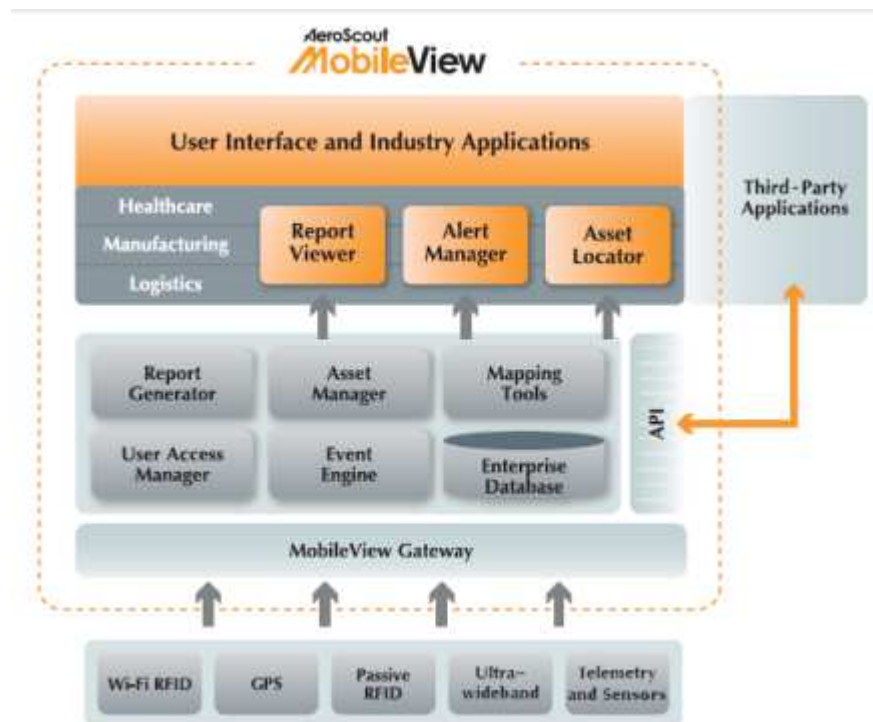 AeroScout
MobileView
User Interface and Industry Applications
Third-Party
Applications
Healthcare
Manufacturing
Logistics
Report
Viewer
Alert
Manager
Asset
Locator
Report
Generator
Asset
Manager
Mapping
Tools
API
User Access
Manager
Event
Engine
Enterprise
Database
MobileView Gateway
Wi-Fi RFID
GPS
Passive
RFID
Ultra-
wideband
Telemetry
and Sensors